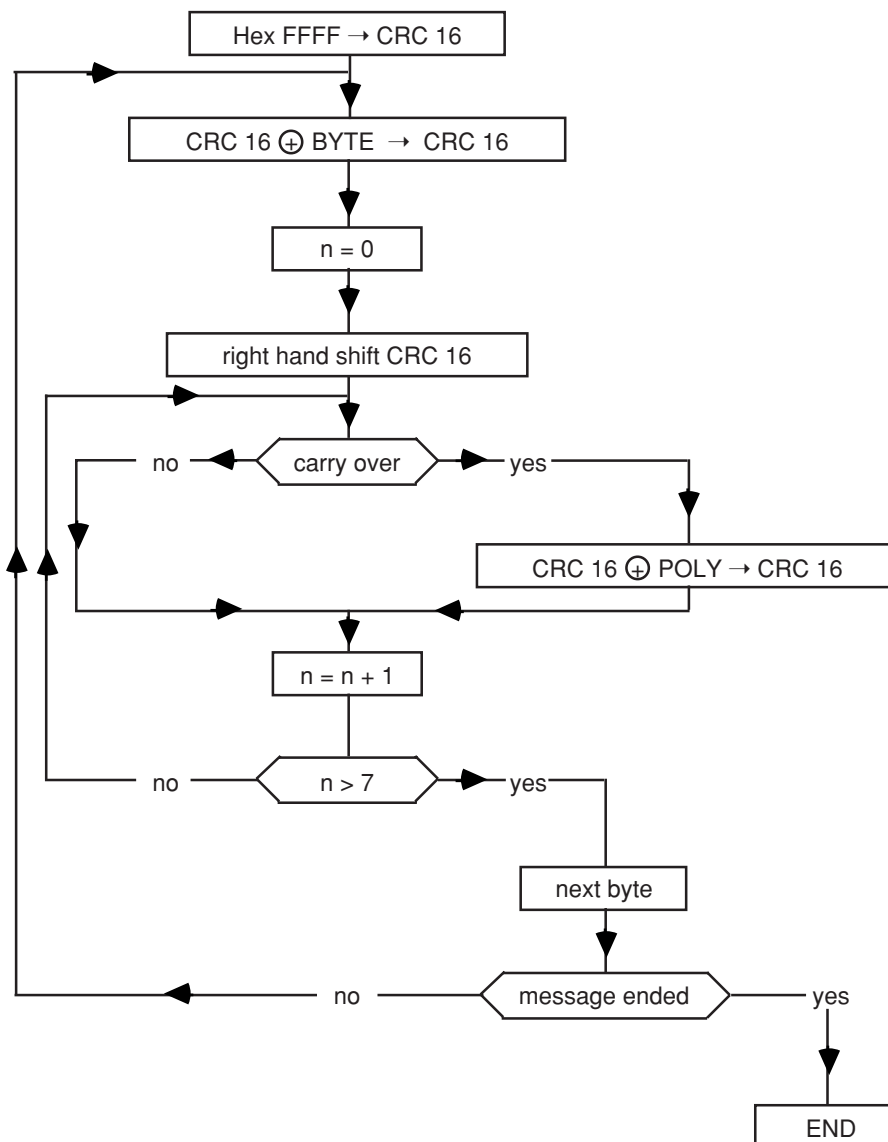 Hex FFFF → CRC 16
CRC 16 ⊕ BYTE → CRC 16
n = 0
right hand shift CRC 16
no
carry over
yes
CRC 16 ⊕ POLY → CRC 16
n = n + 1
no
n > 7
yes
next byte
no
message ended
yes
END